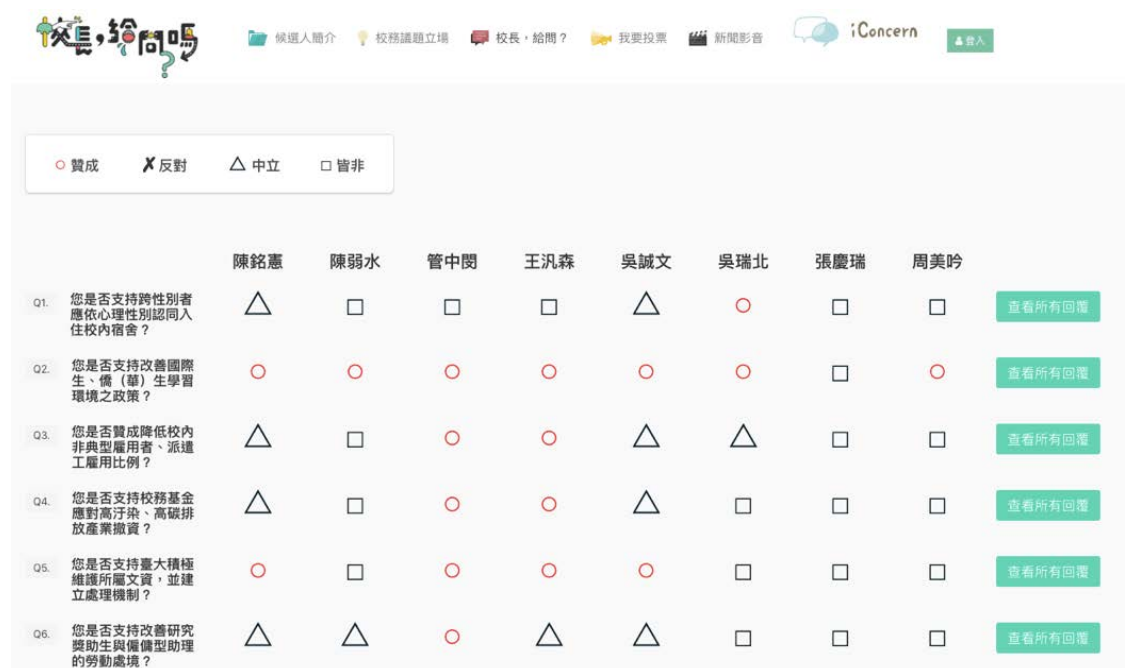 校長，給問嗎？
候選人簡介 校務議題立場 校長，給問？ 我要投票 新聞影音 iConcern 登入
○ 贊成 ✗ 反對 △ 中立 □ 皆非
陳銘憲 陳弱水 管中閔 王汎森 吳誠文 吳瑞北 張慶瑞 周美吟
Q1. 您是否支持跨性別者
應依心理性別認同入
住校內宿舍？
△ □ □ □ △ ○ □ □ 查看所有回覆
Q2. 您是否支持改善國際
生、僑（華）生學習
環境之政策？
○ ○ ○ ○ ○ ○ □ ○ 查看所有回覆
Q3. 您是否贊成降低校內
非典型雇用者、派遣
工雇用比例？
△ □ ○ ○ △ △ □ □ 查看所有回覆
Q4. 您是否支持校務基金
應對高汙染、高碳排
放產業撤資？
△ □ ○ ○ △ □ □ □ 查看所有回覆
Q5. 您是否支持臺大積極
維護所屬文資，並建
立處理機制？
○ □ ○ ○ ○ □ □ □ 查看所有回覆
Q6. 您是否支持改善研究
獎助生與僱傭型助理
的勞動處境？
△ △ ○ △ △ □ □ □ 查看所有回覆